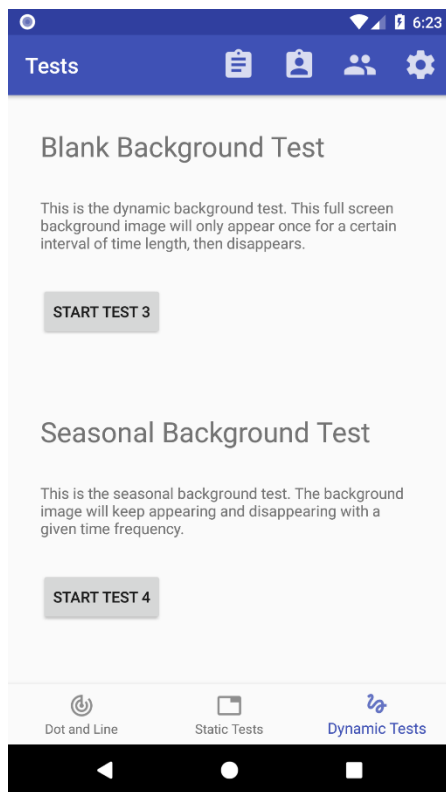 6:23
Tests
Blank Background Test
This is the dynamic background test. This full screen
background image will only appear once for a certain
interval of time length, then disappears.
START TEST 3
Seasonal Background Test
This is the seasonal background test. The background
image will keep appearing and disappearing with a
given time frequency.
START TEST 4
Dot and Line
Static Tests
Dynamic Tests